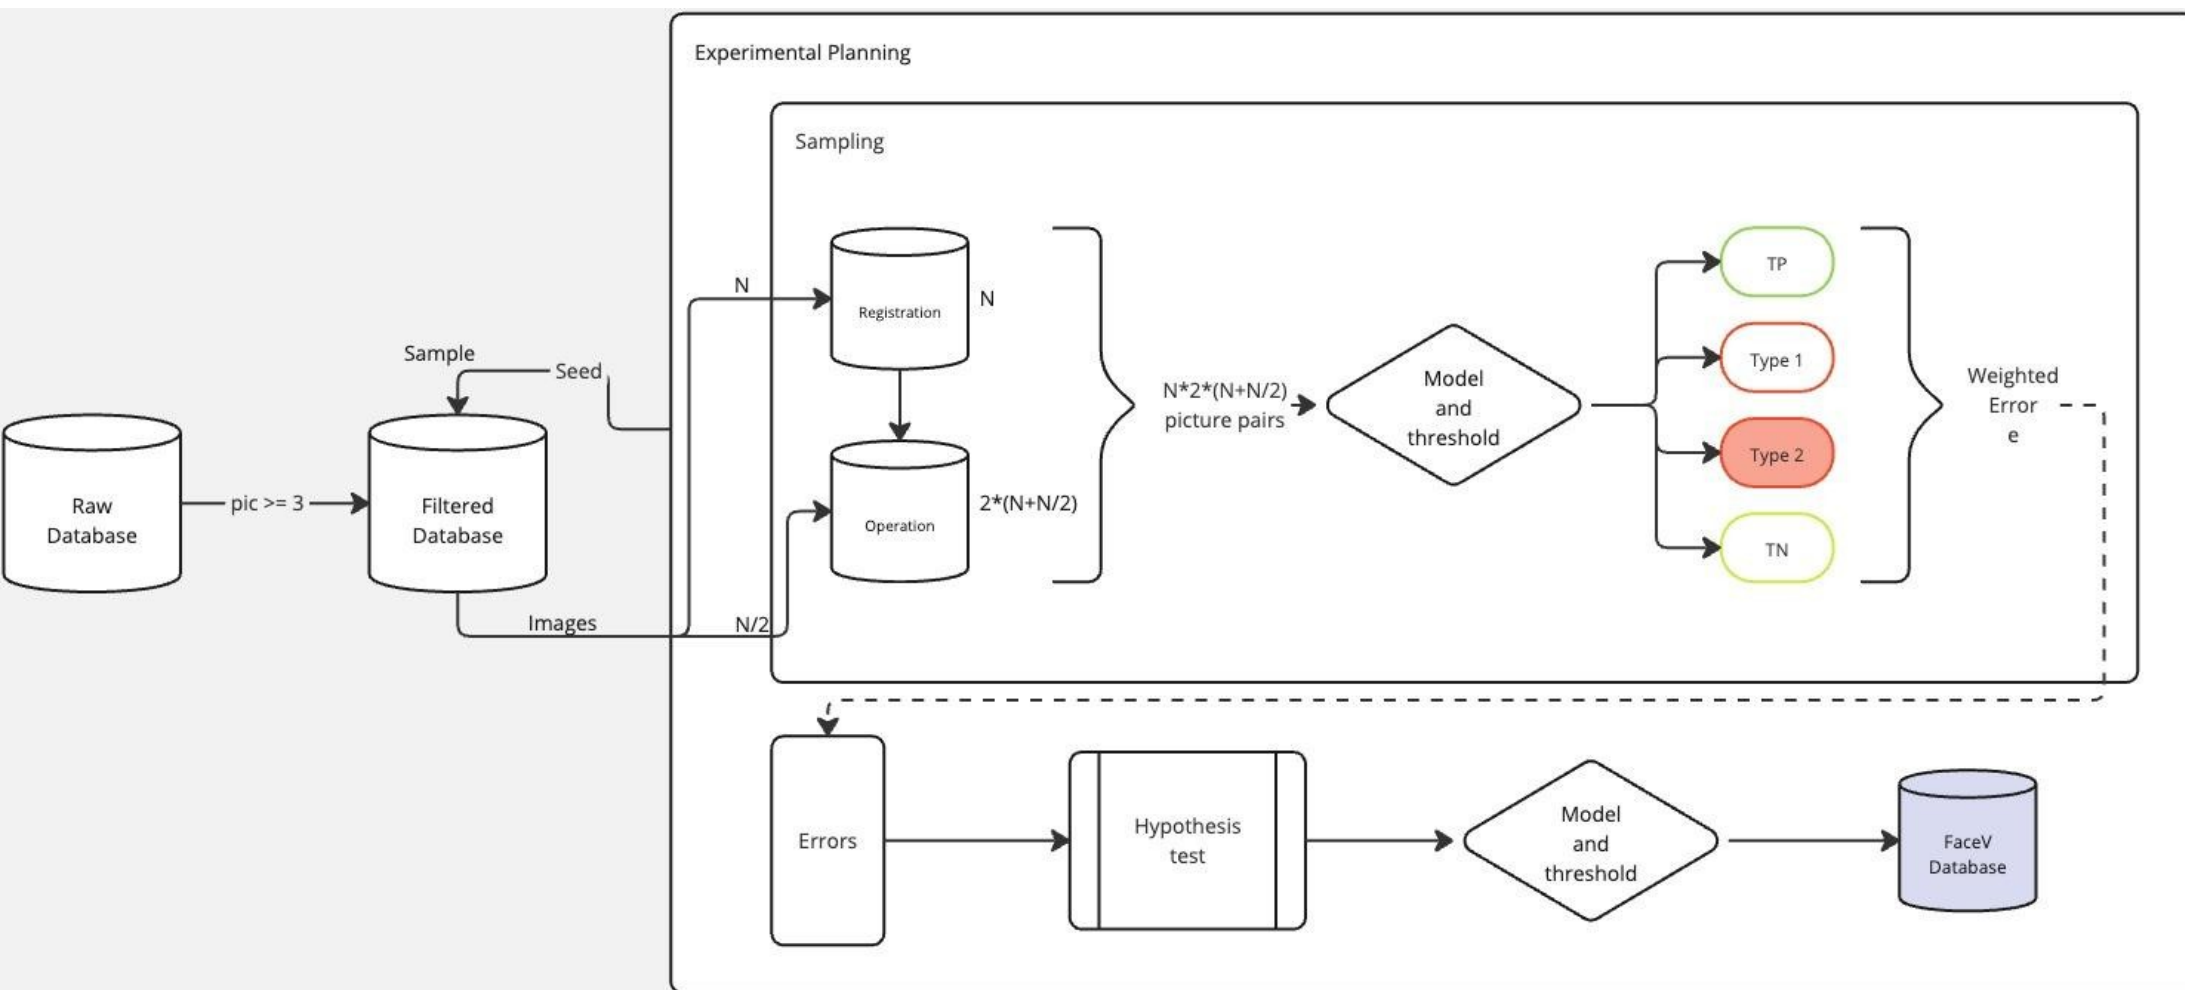 Experimental Planning
Sampling
N
Registration
N
Sample
Seed
Raw
Database
pic >= 3
Filtered
Database
Images
N/2
Operation
2*(N+N/2)
N*2*(N+N/2)
picture pairs
Model
and
threshold
TP
Type 1
Type 2
TN
Weighted
Error
e
Errors
Hypothesis
test
Model
and
threshold
FaceV
Database